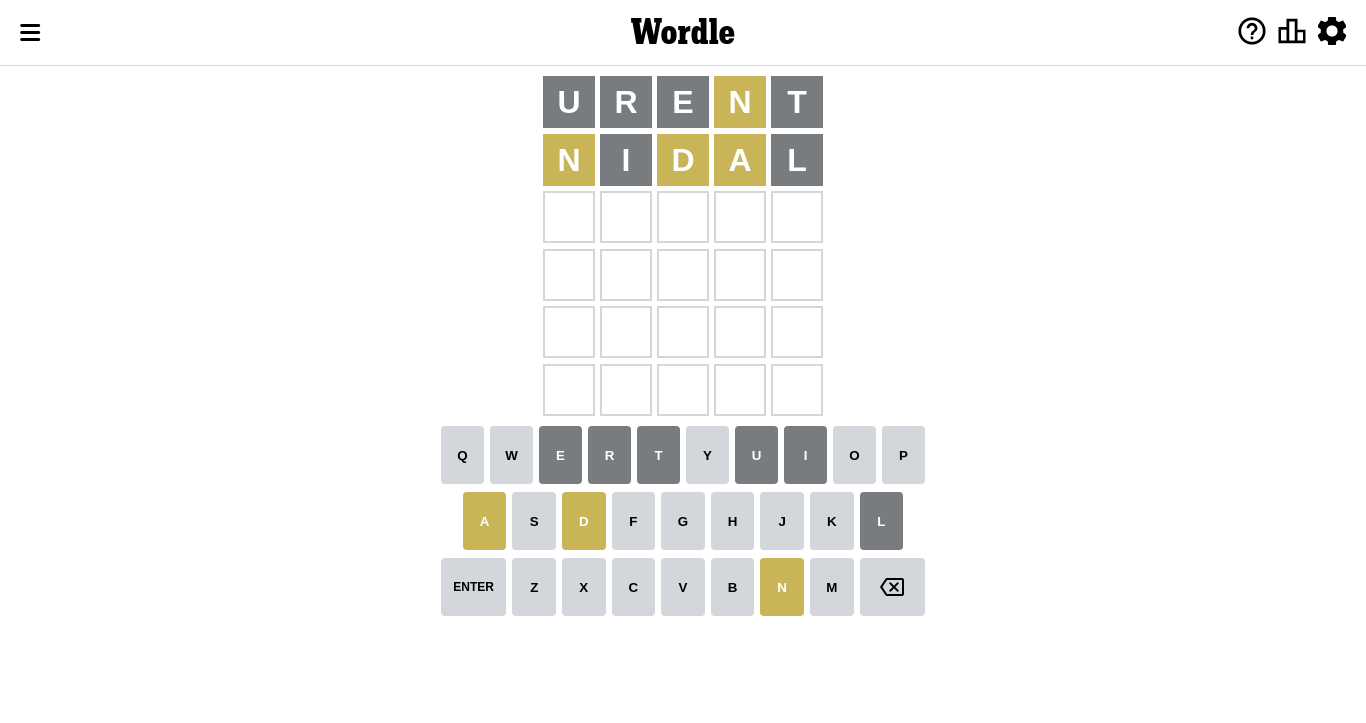 Wordle
U R E N T
N I D A L
Q W E R T Y U I O P
A S D F G H J K L
ENTER Z X C V B N M